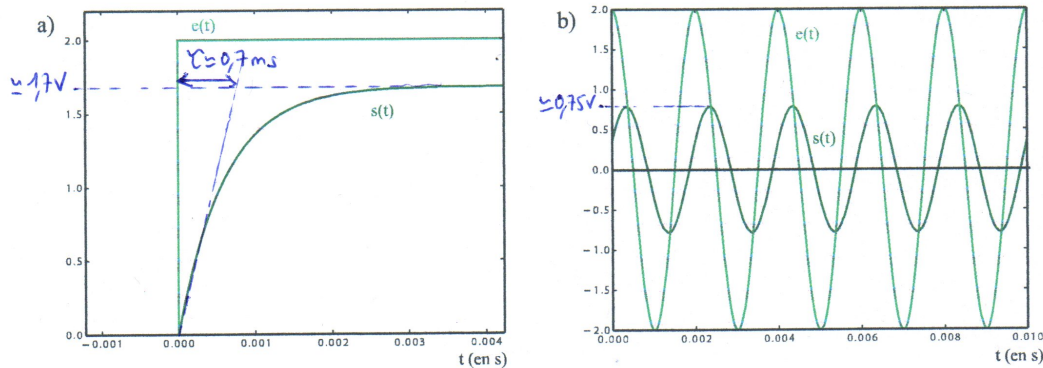 a)
e(t)
2.0
τ≃0,7ms
≃1,7V
1.5
s(t)
1.0
0.5
0.0
−0.001 0.000 0.001 0.002 0.003 0.004
t (en s)
b)
2.0
e(t)
1.5
1.0
≃0,75V
0.5
s(t)
0.0
−0.5
−1.0
−1.5
−2.0
0.000 0.002 0.004 0.006 0.008 0.010
t (en s)